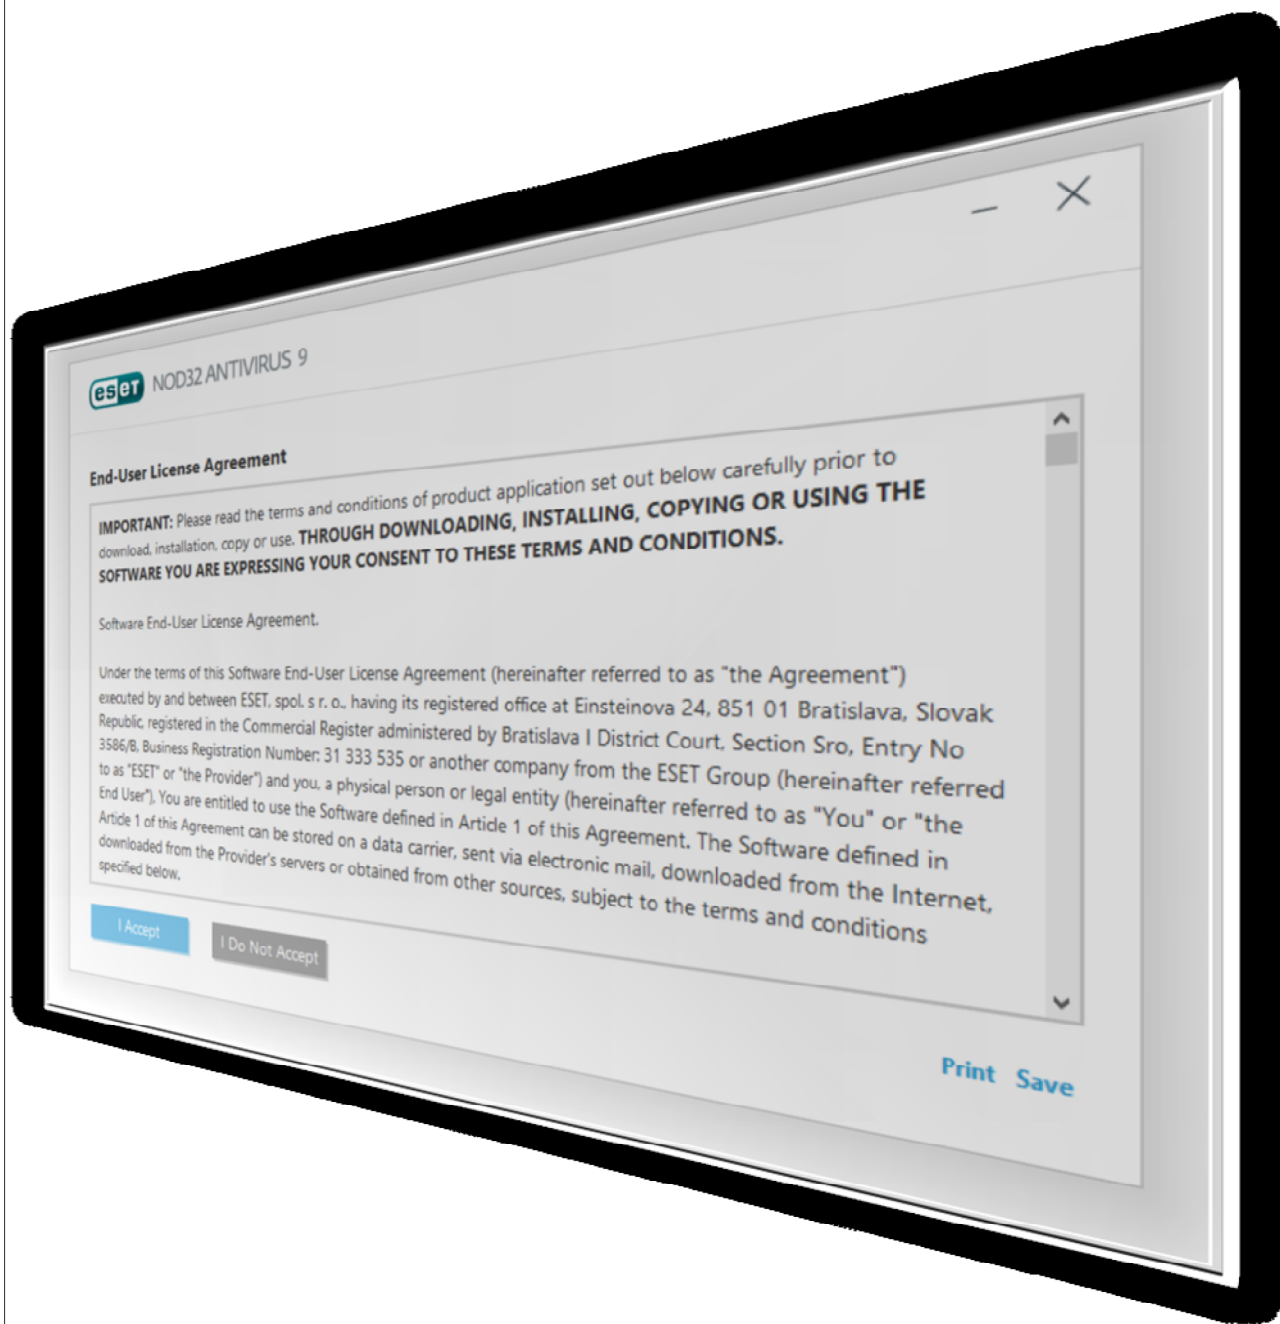 eseT NOD32 ANTIVIRUS 9
End-User License Agreement
IMPORTANT: Please read the terms and conditions of product application set out below carefully prior to
download, installation, copy or use. THROUGH DOWNLOADING, INSTALLING, COPYING OR USING THE
SOFTWARE YOU ARE EXPRESSING YOUR CONSENT TO THESE TERMS AND CONDITIONS.
Software End-User License Agreement.
Under the terms of this Software End-User License Agreement (hereinafter referred to as "the Agreement")
executed by and between ESET, spol. s r. o., having its registered office at Einsteinova 24, 851 01 Bratislava, Slovak
Republic, registered in the Commercial Register administered by Bratislava I District Court, Section Sro, Entry No
3586/B, Business Registration Number: 31 333 535 or another company from the ESET Group (hereinafter referred
to as "ESET" or "the Provider") and you, a physical person or legal entity (hereinafter referred to as "You" or "the
End User"). You are entitled to use the Software defined in Article 1 of this Agreement. The Software defined in
Article 1 of this Agreement can be stored on a data carrier, sent via electronic mail, downloaded from the Internet,
downloaded from the Provider's servers or obtained from other sources, subject to the terms and conditions
specified below.
I Accept I Do Not Accept
Print Save